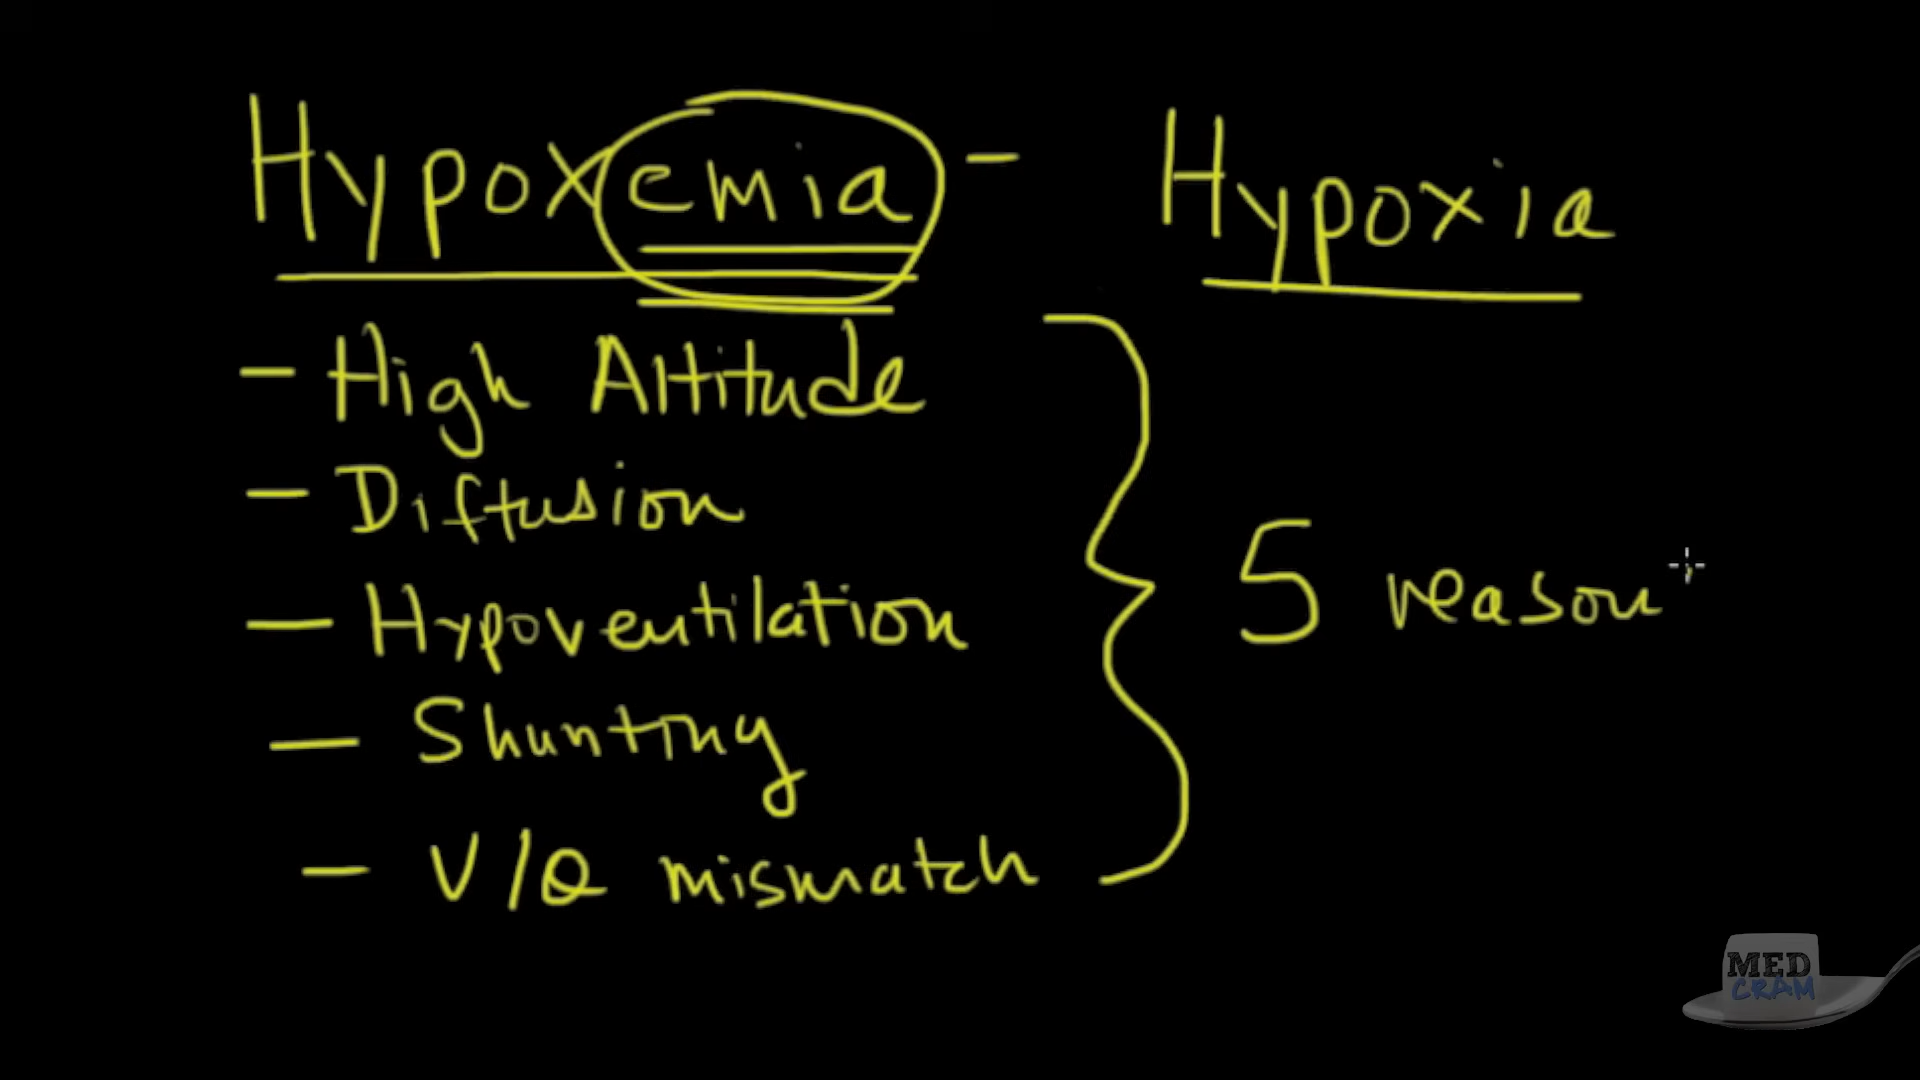 Hypoxemia - Hypoxia
- High Altitude
- Diffusion
- Hypoventilation
- Shunting
- V/Q mismatch
5 reason
MED
CRAM